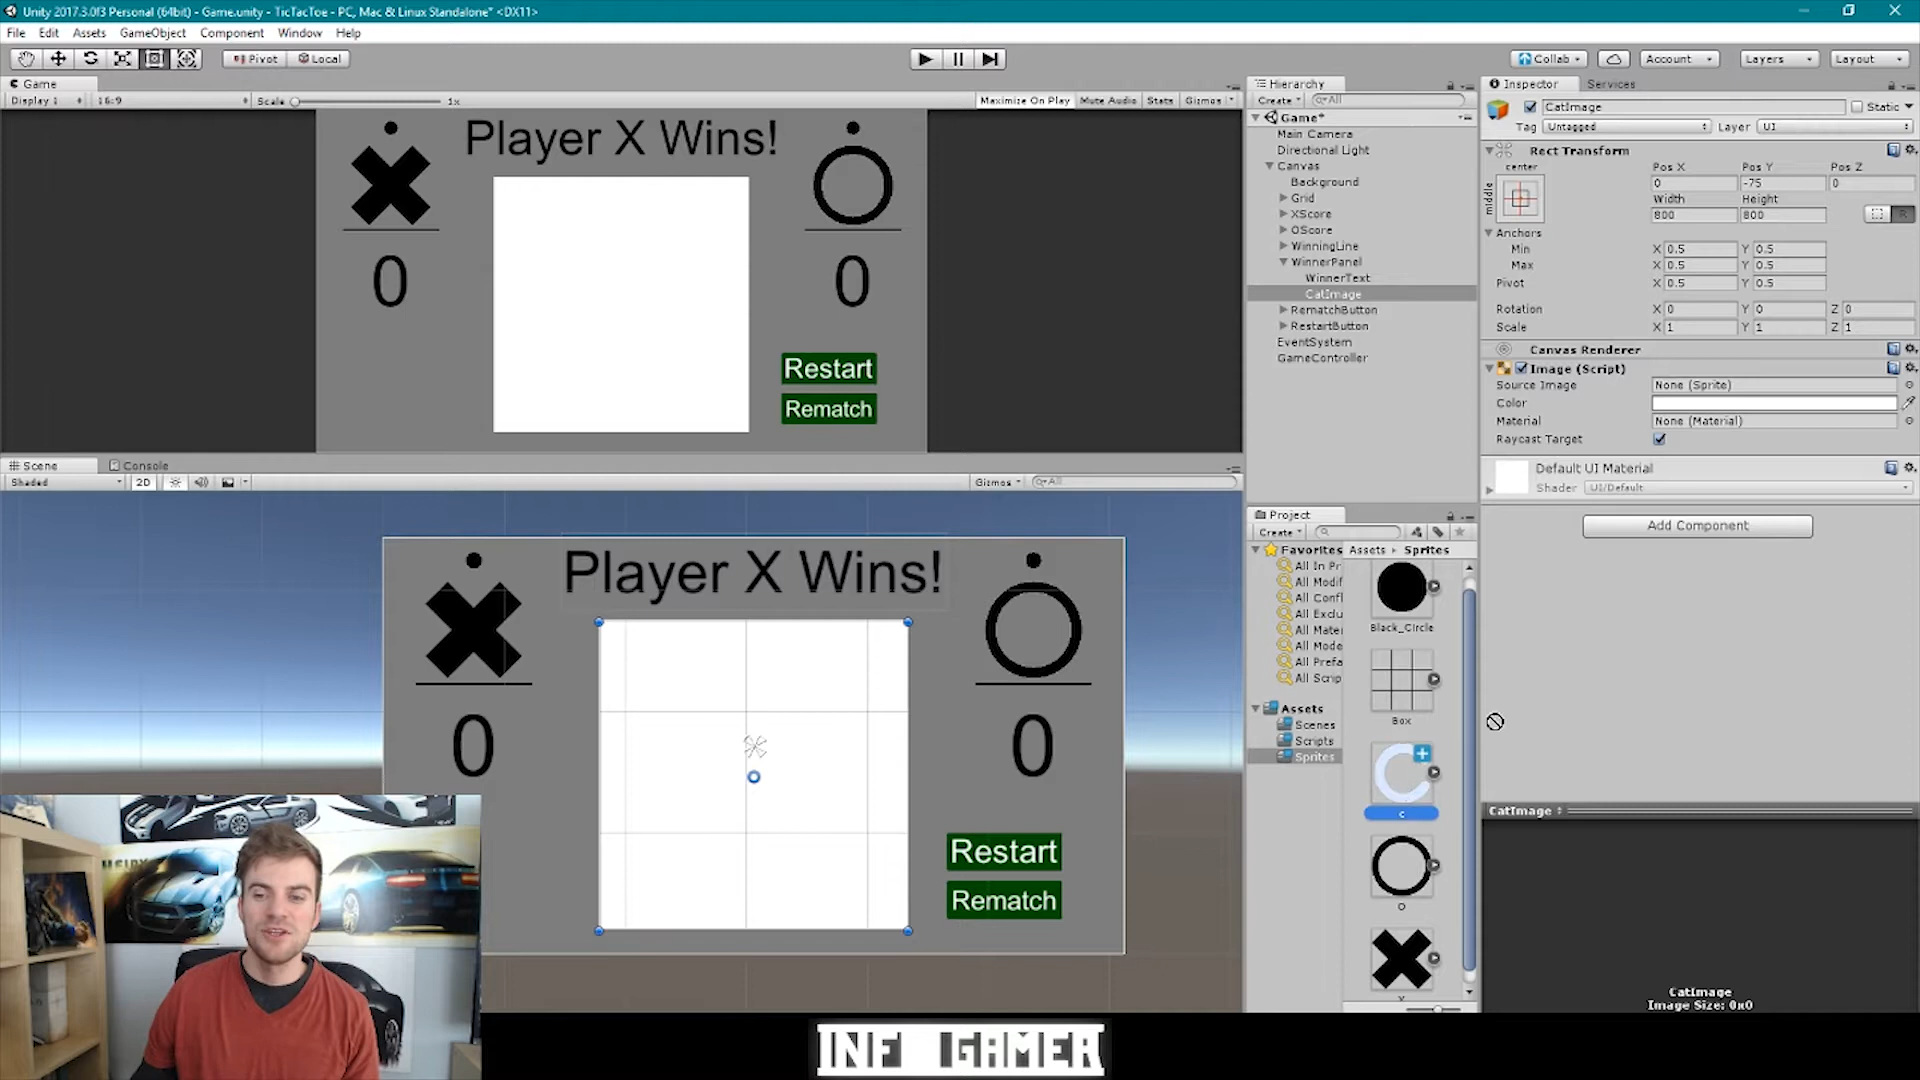 Unity 2017.3.0f3 Personal (64bit) - Game.unity - TicTacToe - PC, Mac & Linux Standalone* <DX11>
File Edit Assets GameObject Component Window Help
Pivot Local Collab Account Layers Layout
Game
Display 1 16:9 Scale 1x Maximize On Play Mute Audio Stats Gizmos
Player X Wins!
0 0
Restart
Rematch
Scene Console
Shaded 2D Gizmos All
Player X Wins!
0 0
Restart
Rematch
Hierarchy
Create All
Game*
Main Camera
Directional Light
Canvas
Background
Grid
XScore
OScore
WinningLine
WinnerPanel
WinnerText
CatImage
RematchButton
RestartButton
EventSystem
GameController
Project
Create
Favorites
All In Pr
All Modif
All Confl
All Exclu
All Mater
All Mode
All Prefa
All Scrip
Assets
Scenes
Scripts
Sprites
Assets Sprites
Black_Circle
Box
C
O
X
Inspector Services
CatImage Static
Tag Untagged Layer UI
Rect Transform
center
middle
Pos X Pos Y Pos Z
0 -75 0
Width Height
800 800
R
Anchors
Min X 0.5 Y 0.5
Max X 0.5 Y 0.5
Pivot X 0.5 Y 0.5
Rotation X 0 Y 0 Z 0
Scale X 1 Y 1 Z 1
Canvas Renderer
Image (Script)
Source Image None (Sprite)
Color
Material None (Material)
Raycast Target
Default UI Material
Shader UI/Default
Add Component
CatImage
CatImage
Image Size: 0x0
INF GAMER